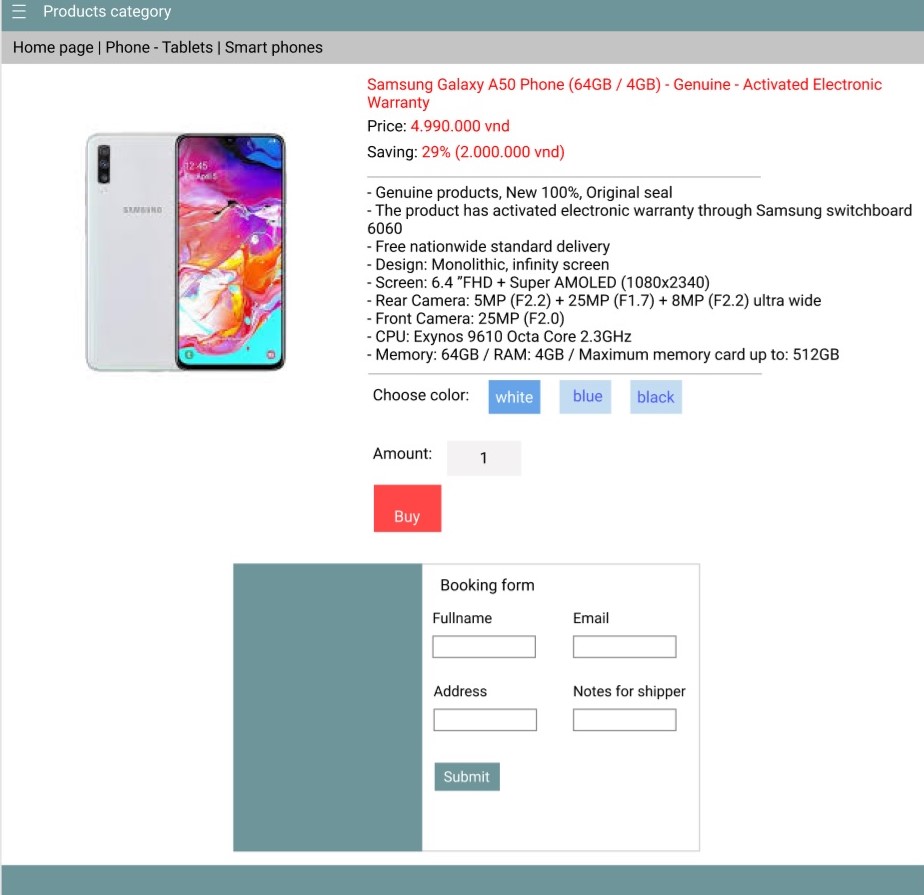 ☰ Products category
Home page | Phone - Tablets | Smart phones
Samsung Galaxy A50 Phone (64GB / 4GB) - Genuine - Activated Electronic
Warranty
Price: 4.990.000 vnd
Saving: 29% (2.000.000 vnd)
- Genuine products, New 100%, Original seal
- The product has activated electronic warranty through Samsung switchboard
6060
- Free nationwide standard delivery
- Design: Monolithic, infinity screen
- Screen: 6.4 ”FHD + Super AMOLED (1080x2340)
- Rear Camera: 5MP (F2.2) + 25MP (F1.7) + 8MP (F2.2) ultra wide
- Front Camera: 25MP (F2.0)
- CPU: Exynos 9610 Octa Core 2.3GHz
- Memory: 64GB / RAM: 4GB / Maximum memory card up to: 512GB
SAMSUNG
12:45
Choose color: white blue black
Amount: 1
Buy
Booking form
Fullname Email
Address Notes for shipper
Submit